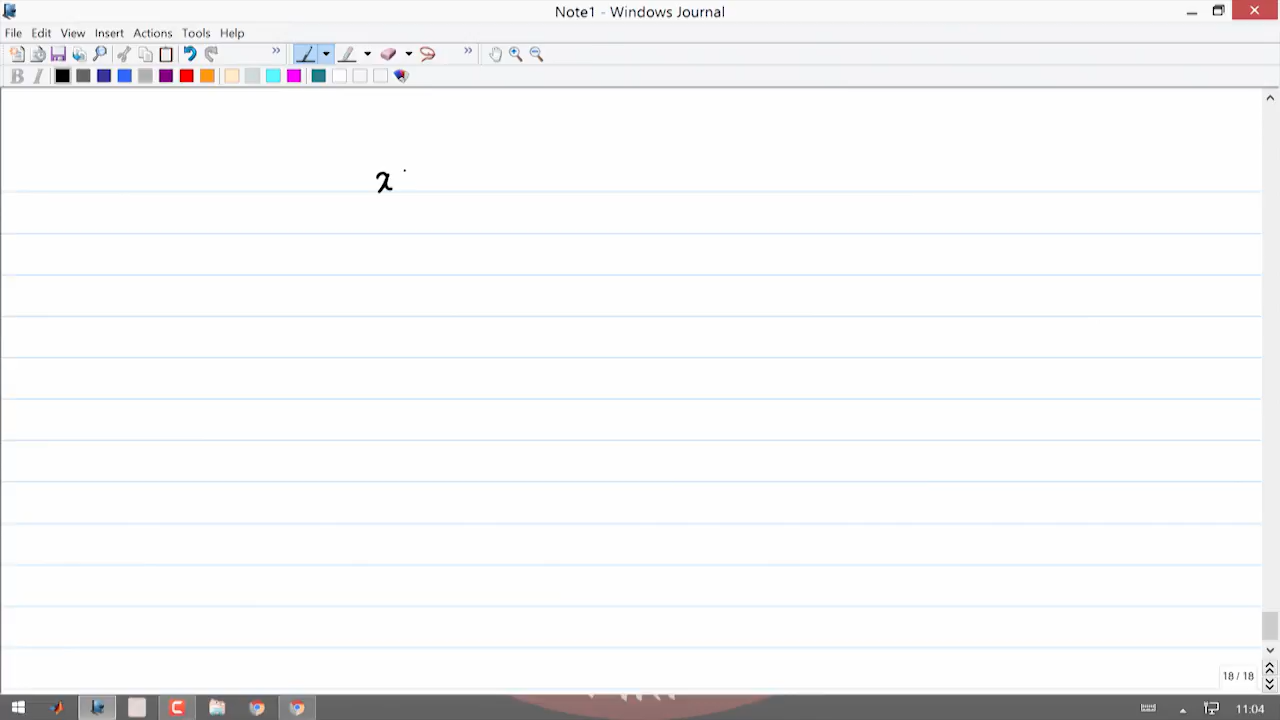 Note1 - Windows Journal
File Edit View Insert Actions Tools Help
B I
x
18 / 18
11:04